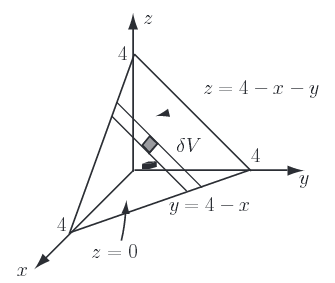 z
4
z = 4 − x − y
δV
4
y
y = 4 − x
4
z = 0
x